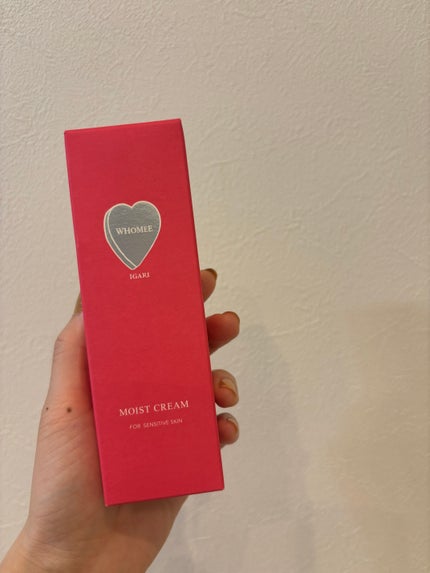 WHOMEE
IGARI
MOIST CREAM
FOR SENSITIVE SKIN